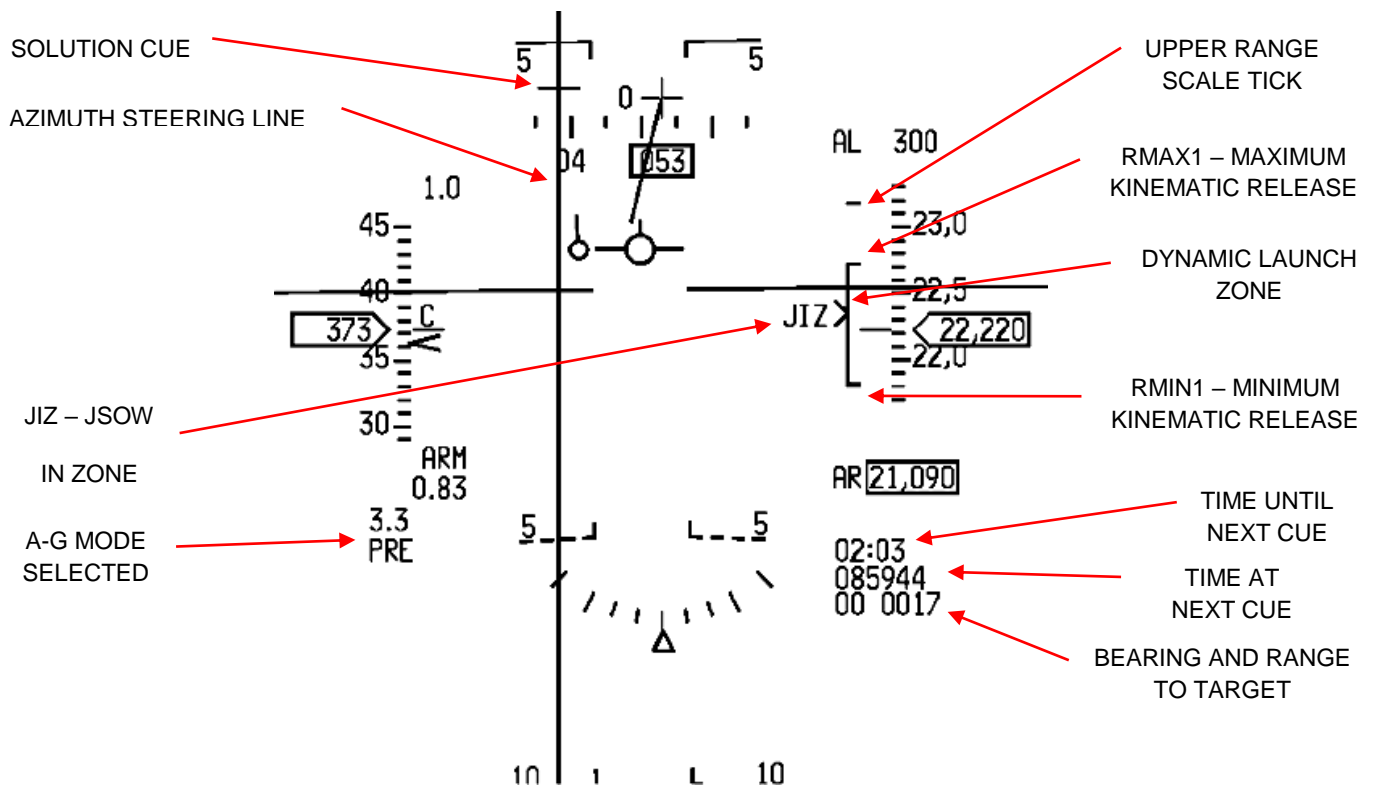 SOLUTION CUE
AZIMUTH STEERING LINE
JIZ – JSOW
IN ZONE
A-G MODE
SELECTED
5
5
0
04
053
1.0
45
40
373
C
35
30
ARM
0.83
3.3
PRE
5
5
10
10
AL 300
23,0
22,5
JIZ
22,220
22,0
AR 21,090
02:03
085944
00 0017
UPPER RANGE
SCALE TICK
RMAX1 – MAXIMUM
KINEMATIC RELEASE
DYNAMIC LAUNCH
ZONE
RMIN1 – MINIMUM
KINEMATIC RELEASE
TIME UNTIL
NEXT CUE
TIME AT
NEXT CUE
BEARING AND RANGE
TO TARGET